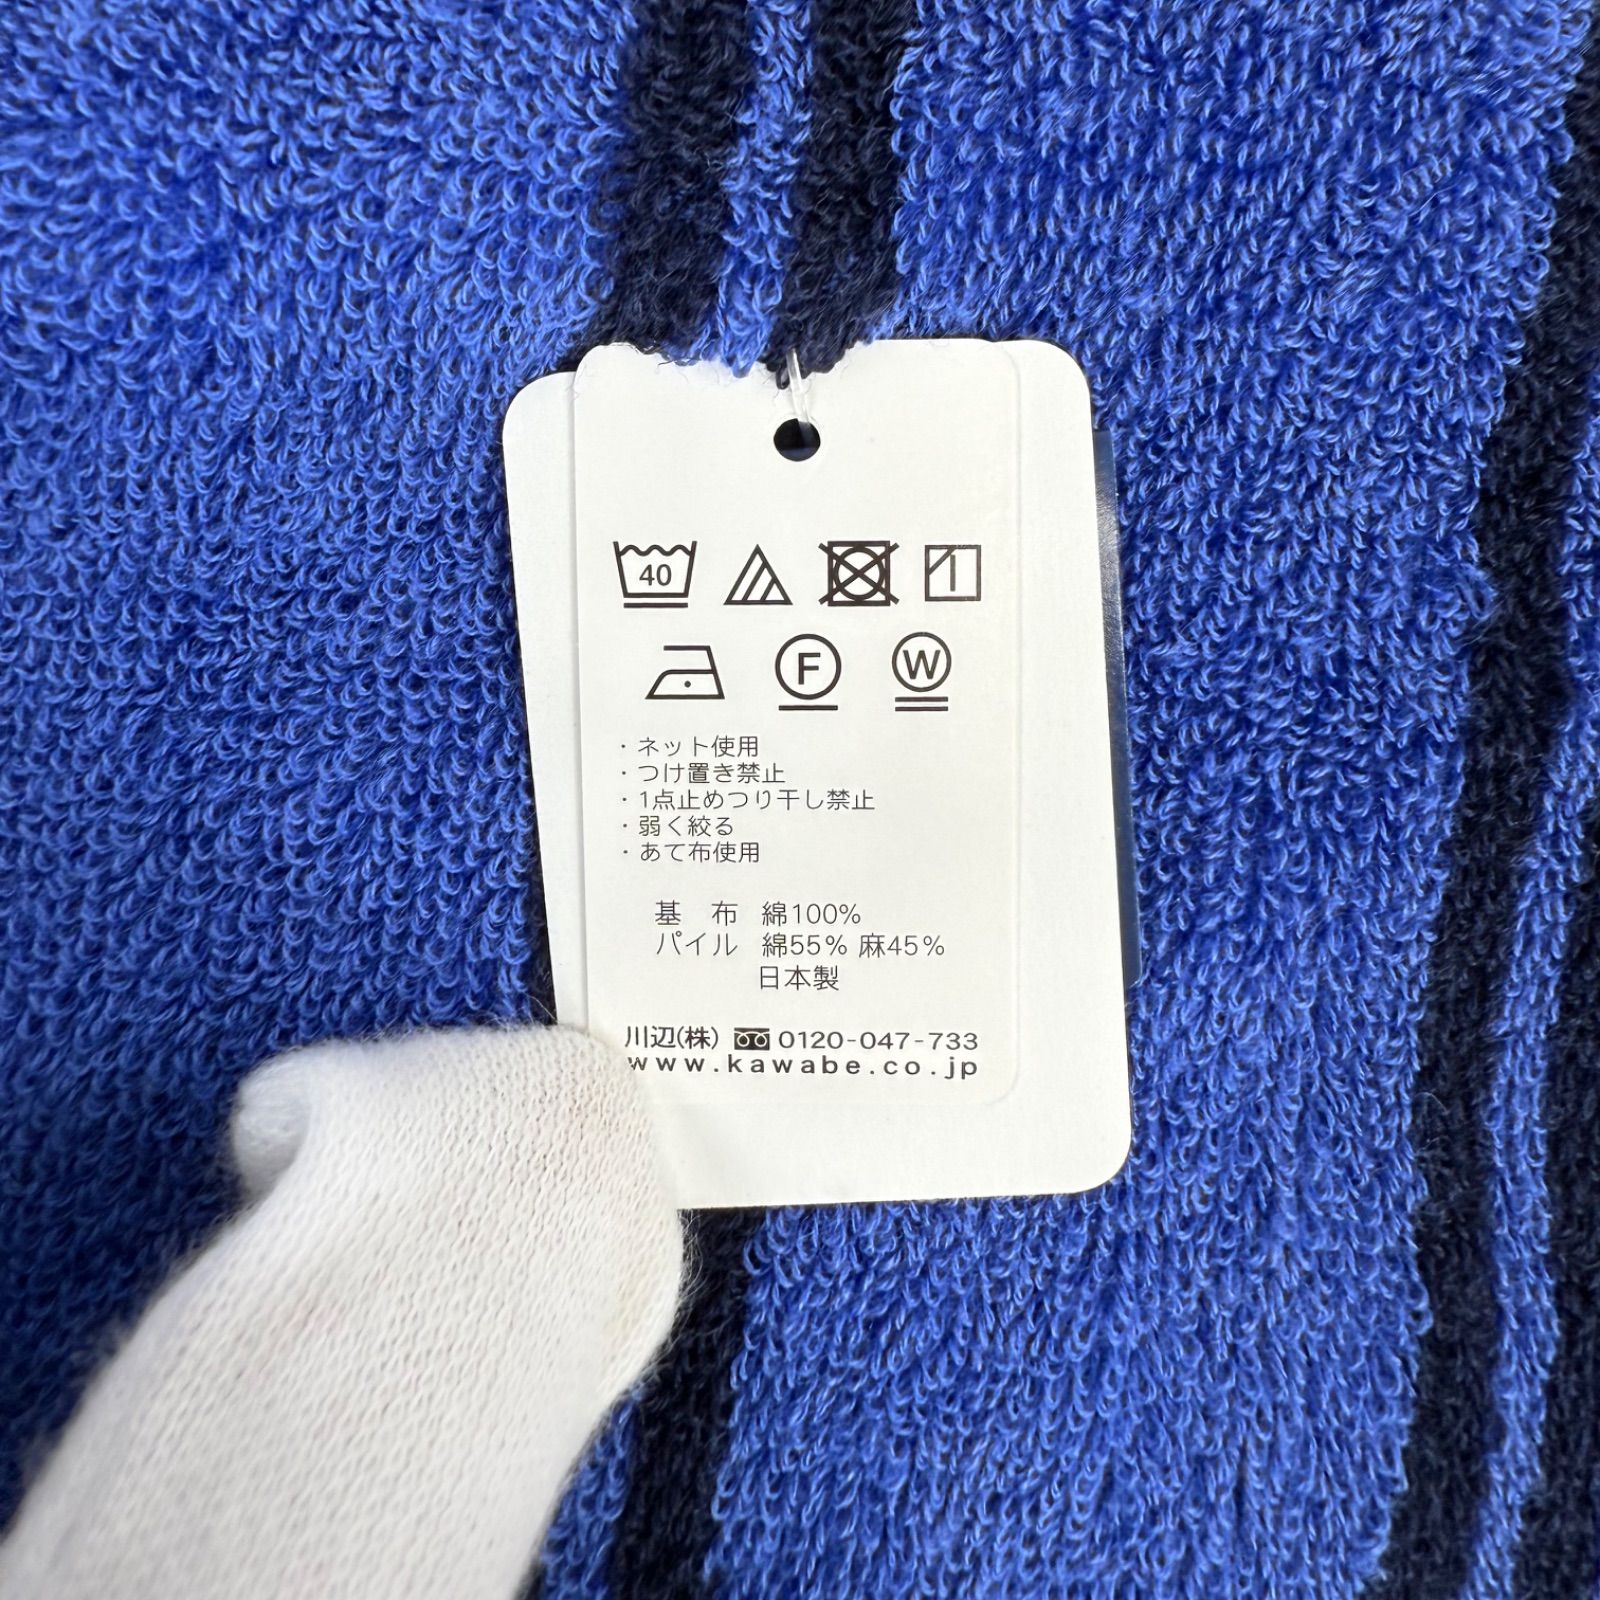 40
F W
・ネット使用
・つけ置き禁止
・1点止めつり干し禁止
・弱く絞る
・あて布使用
基 布 綿100%
パイル 綿55% 麻45%
日本製
川辺(株) 0120-047-733
www.kawabe.co.jp